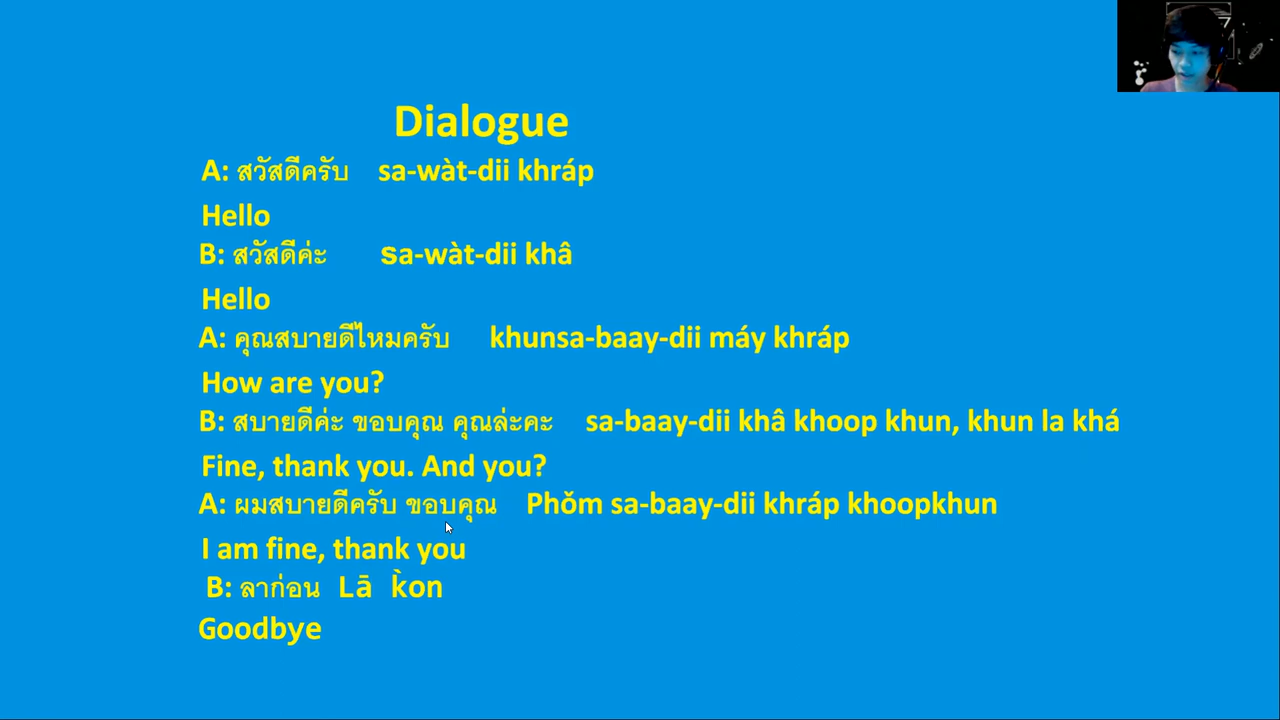 Dialogue
A: สวัสดีครับ sa-wàt-dii khráp
Hello
B: สวัสดีค่ะ sa-wàt-dii khâ
Hello
A: คุณสบายดีไหมครับ khunsa-baay-dii máy khráp
How are you?
B: สบายดีค่ะ ขอบคุณ คุณล่ะคะ sa-baay-dii khâ khoop khun, khun la khá
Fine, thank you. And you?
A: ผมสบายดีครับ ขอบคุณ Phǒm sa-baay-dii khráp khoopkhun
I am fine, thank you
B: ลาก่อน Lā k̀on
Goodbye